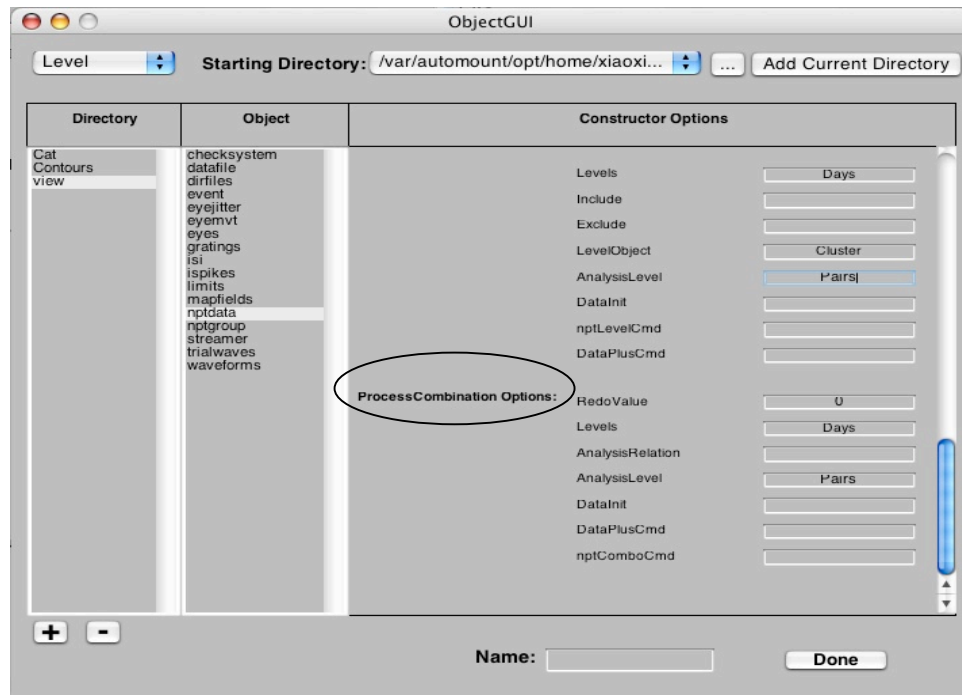 ObjectGUI
Level
Starting Directory: /var/automount/opt/home/xiaoxi... ... Add Current Directory
Directory Object Constructor Options
Cat
Contours
view
checksystem
datafile
dirfiles
event
eyejitter
eyemvt
eyes
gratings
isi
ispikes
limits
mapfields
nptdata
nptgroup
streamer
trialwaves
waveforms
Levels Days
Include
Exclude
LevelObject Cluster
AnalysisLevel Pairs
DataInit
nptLevelCmd
DataPlusCmd
ProcessCombination Options:
RedoValue 0
Levels Days
AnalysisRelation
AnalysisLevel Pairs
DataInit
DataPlusCmd
nptComboCmd
+ -
Name: Done